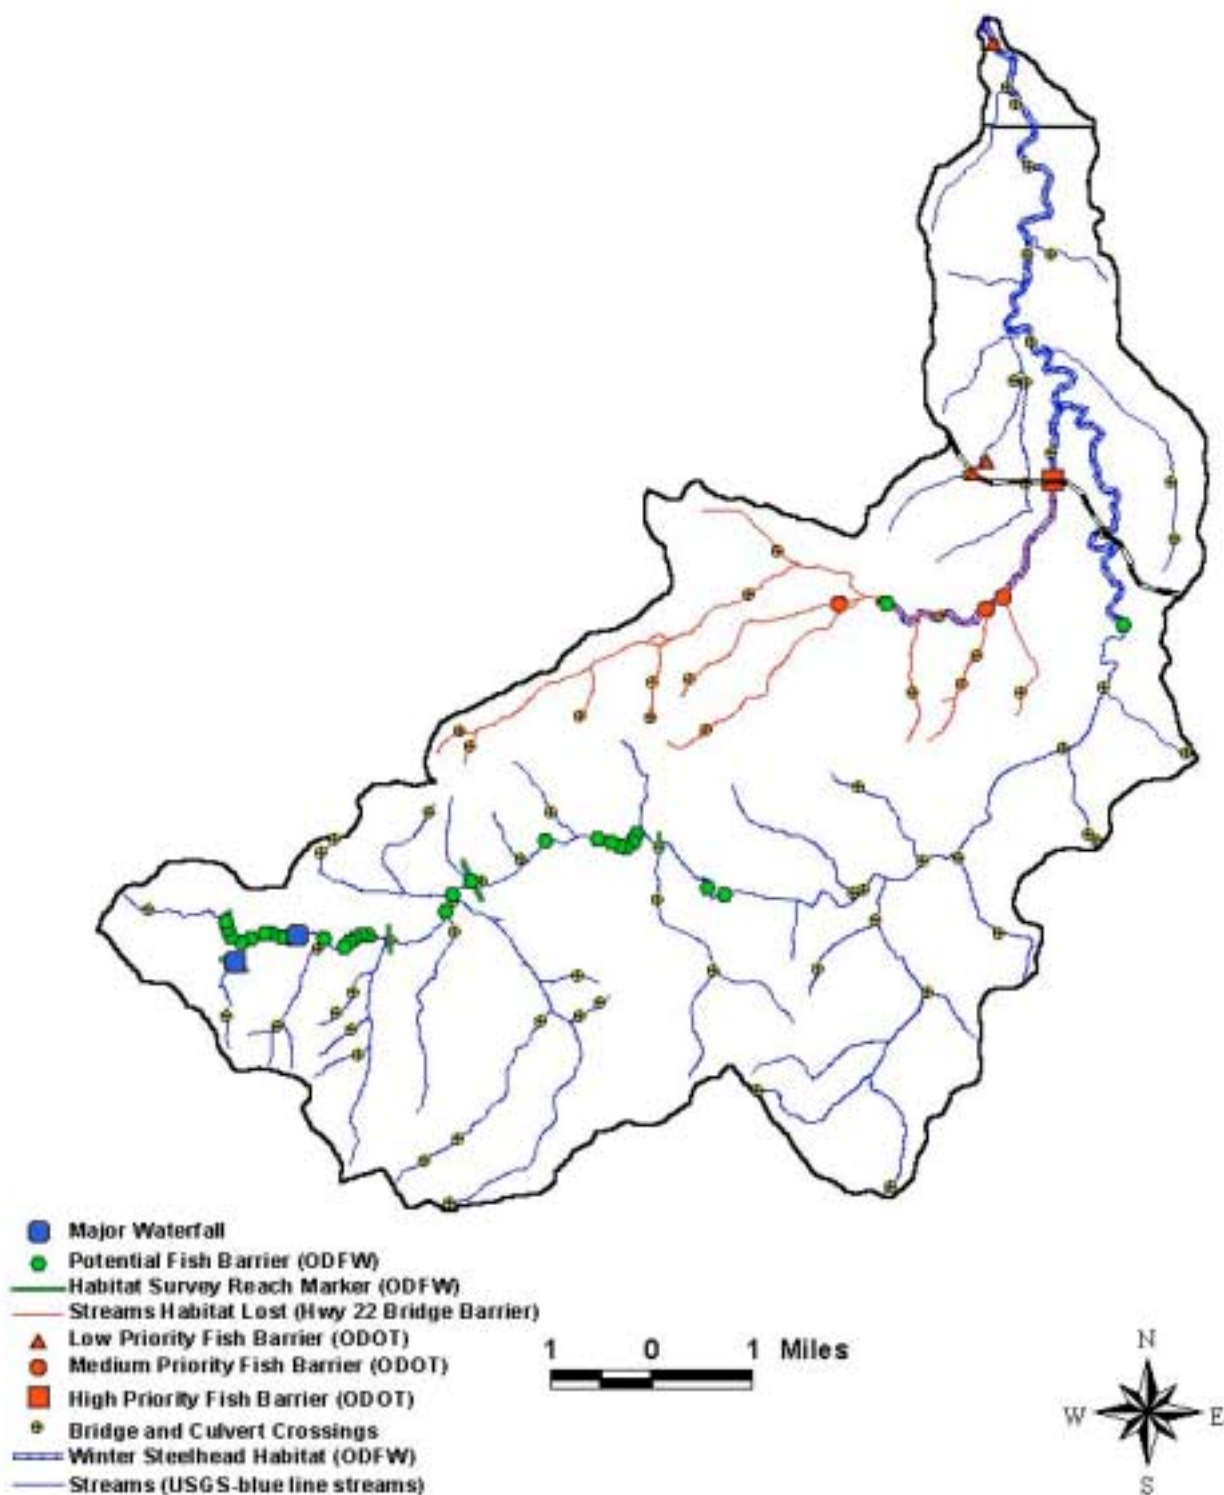 Major Waterfall
Potential Fish Barrier (ODFW)
Habitat Survey Reach Marker (ODFW)
Streams Habitat Lost (Hwy 22 Bridge Barrier)
Low Priority Fish Barrier (ODOT)
Medium Priority Fish Barrier (ODOT)
High Priority Fish Barrier (ODOT)
Bridge and Culvert Crossings
Winter Steelhead Habitat (ODFW)
Streams (USGS-blue line streams)
1 0 1 Miles
N
W E
S